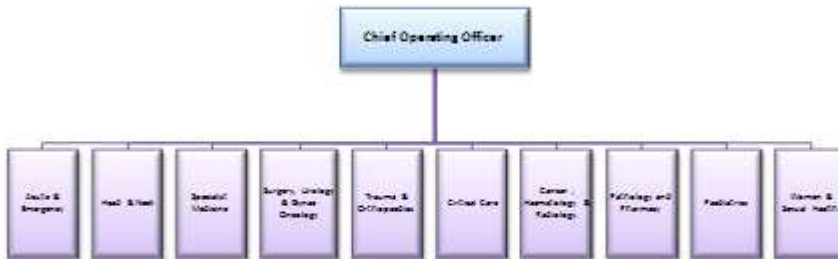 Chief Operating Officer
Acute &
Emergency
Head & Neck
Specialist
Medicine
Surgery, Urology
& Gynae
Oncology
Trauma &
Orthopaedics
Critical Care
Cancer,
Haematology &
Radiology
Pathology and
Pharmacy
Paediatrics
Women &
Sexual Health